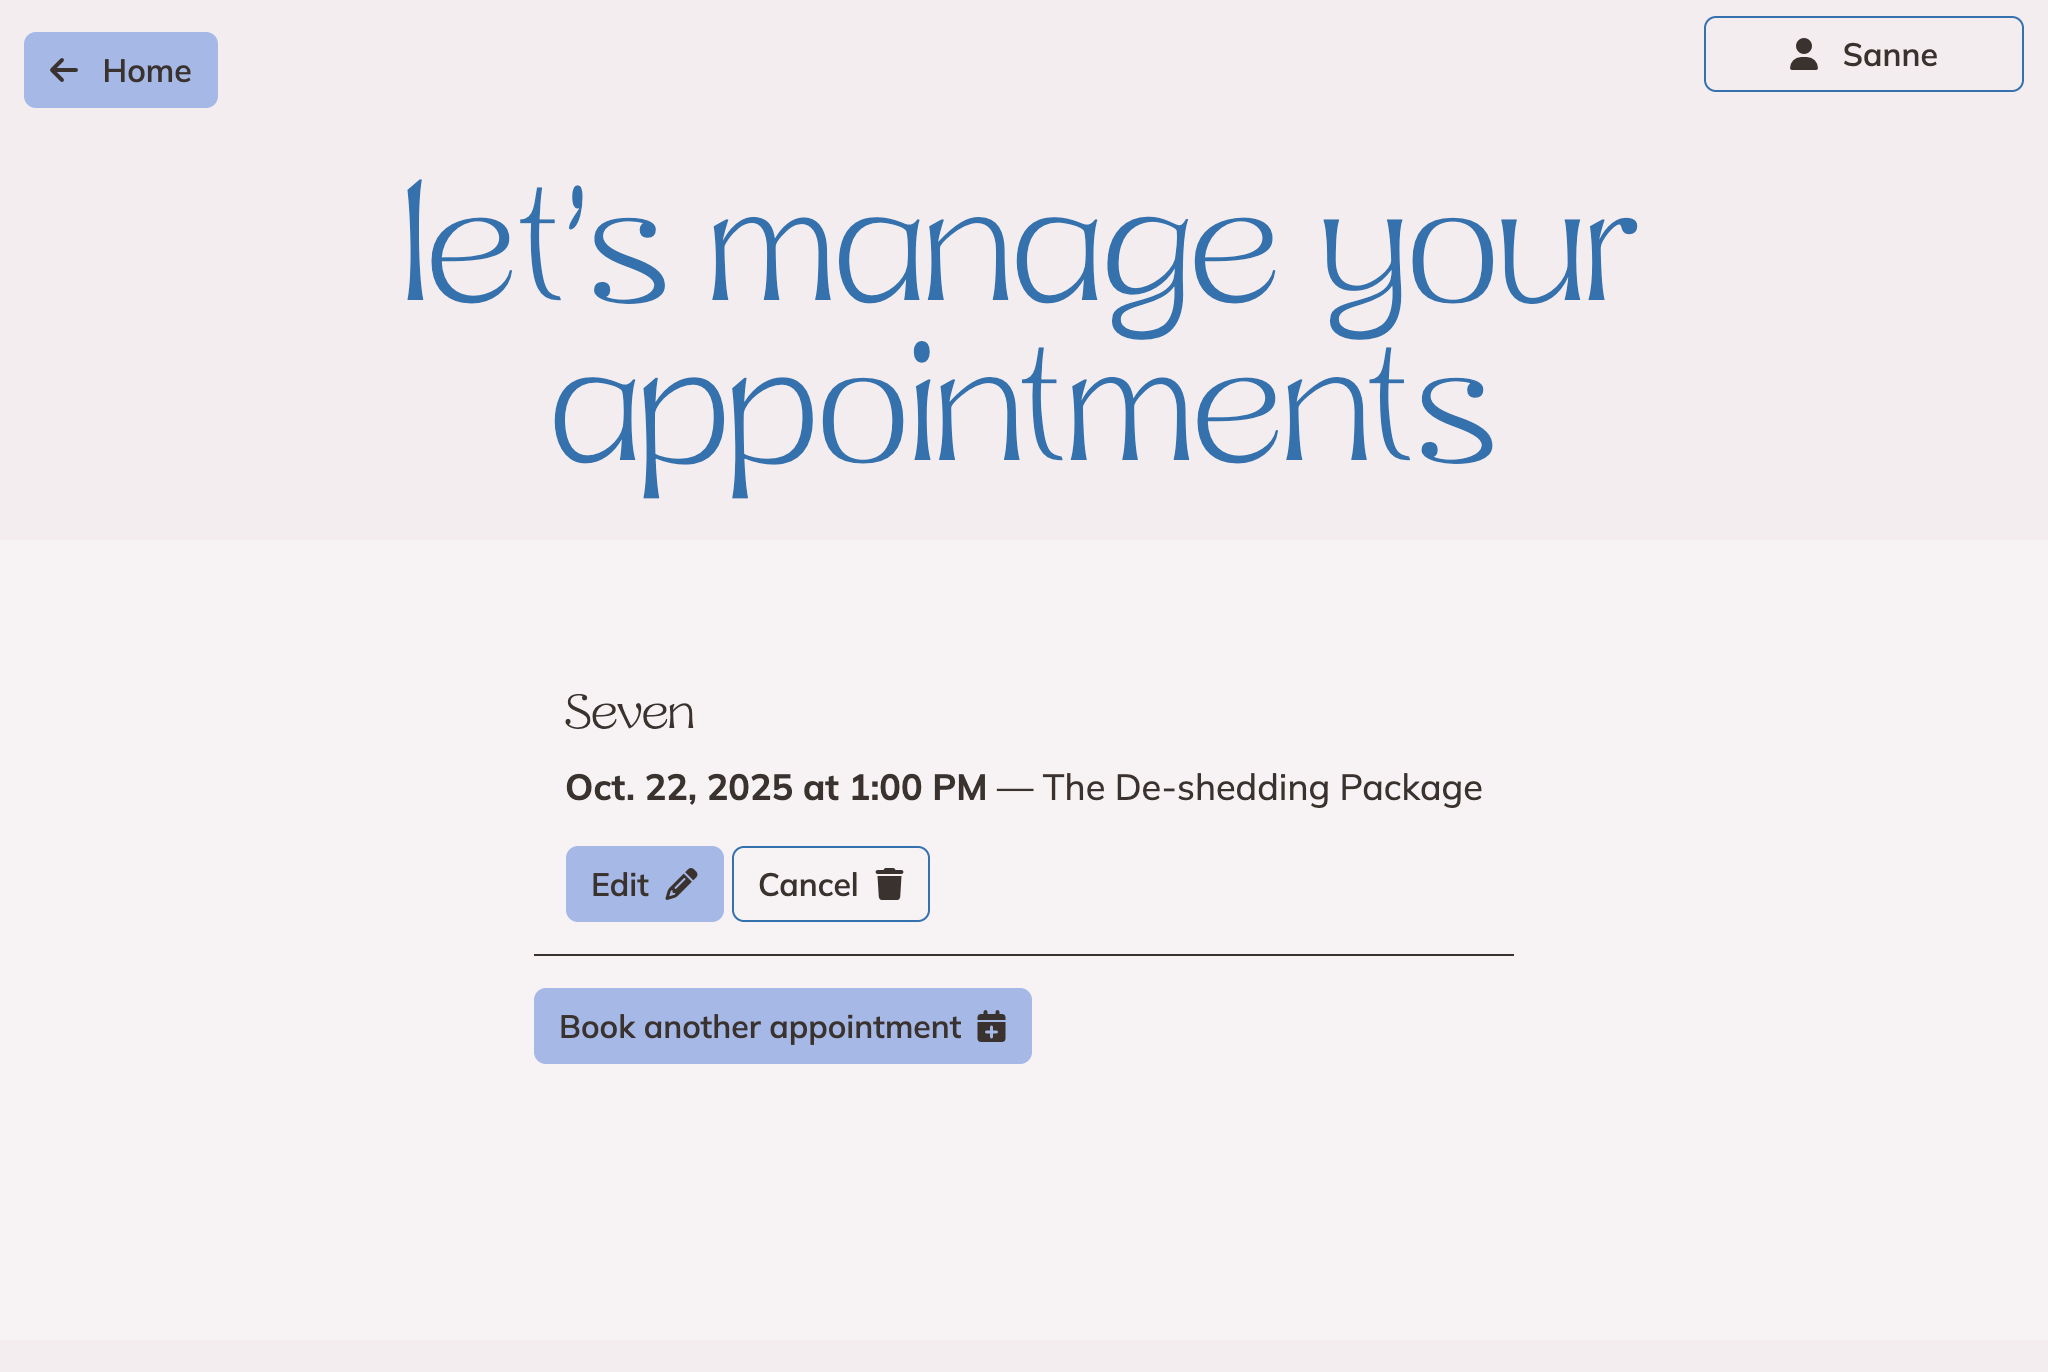 Home
Sanne
let's manage your
appointments
Seven
Oct. 22, 2025 at 1:00 PM — The De-shedding Package
Edit
Cancel
Book another appointment